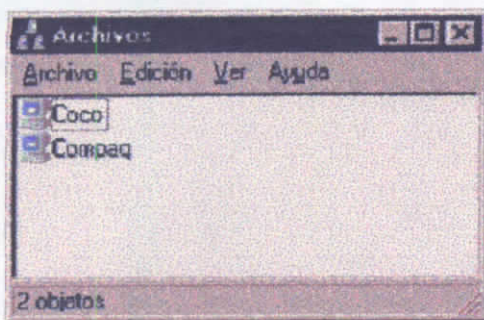 Archivos
Archivo Edición Ver Ayuda
Coco
Compaq
2 objetos